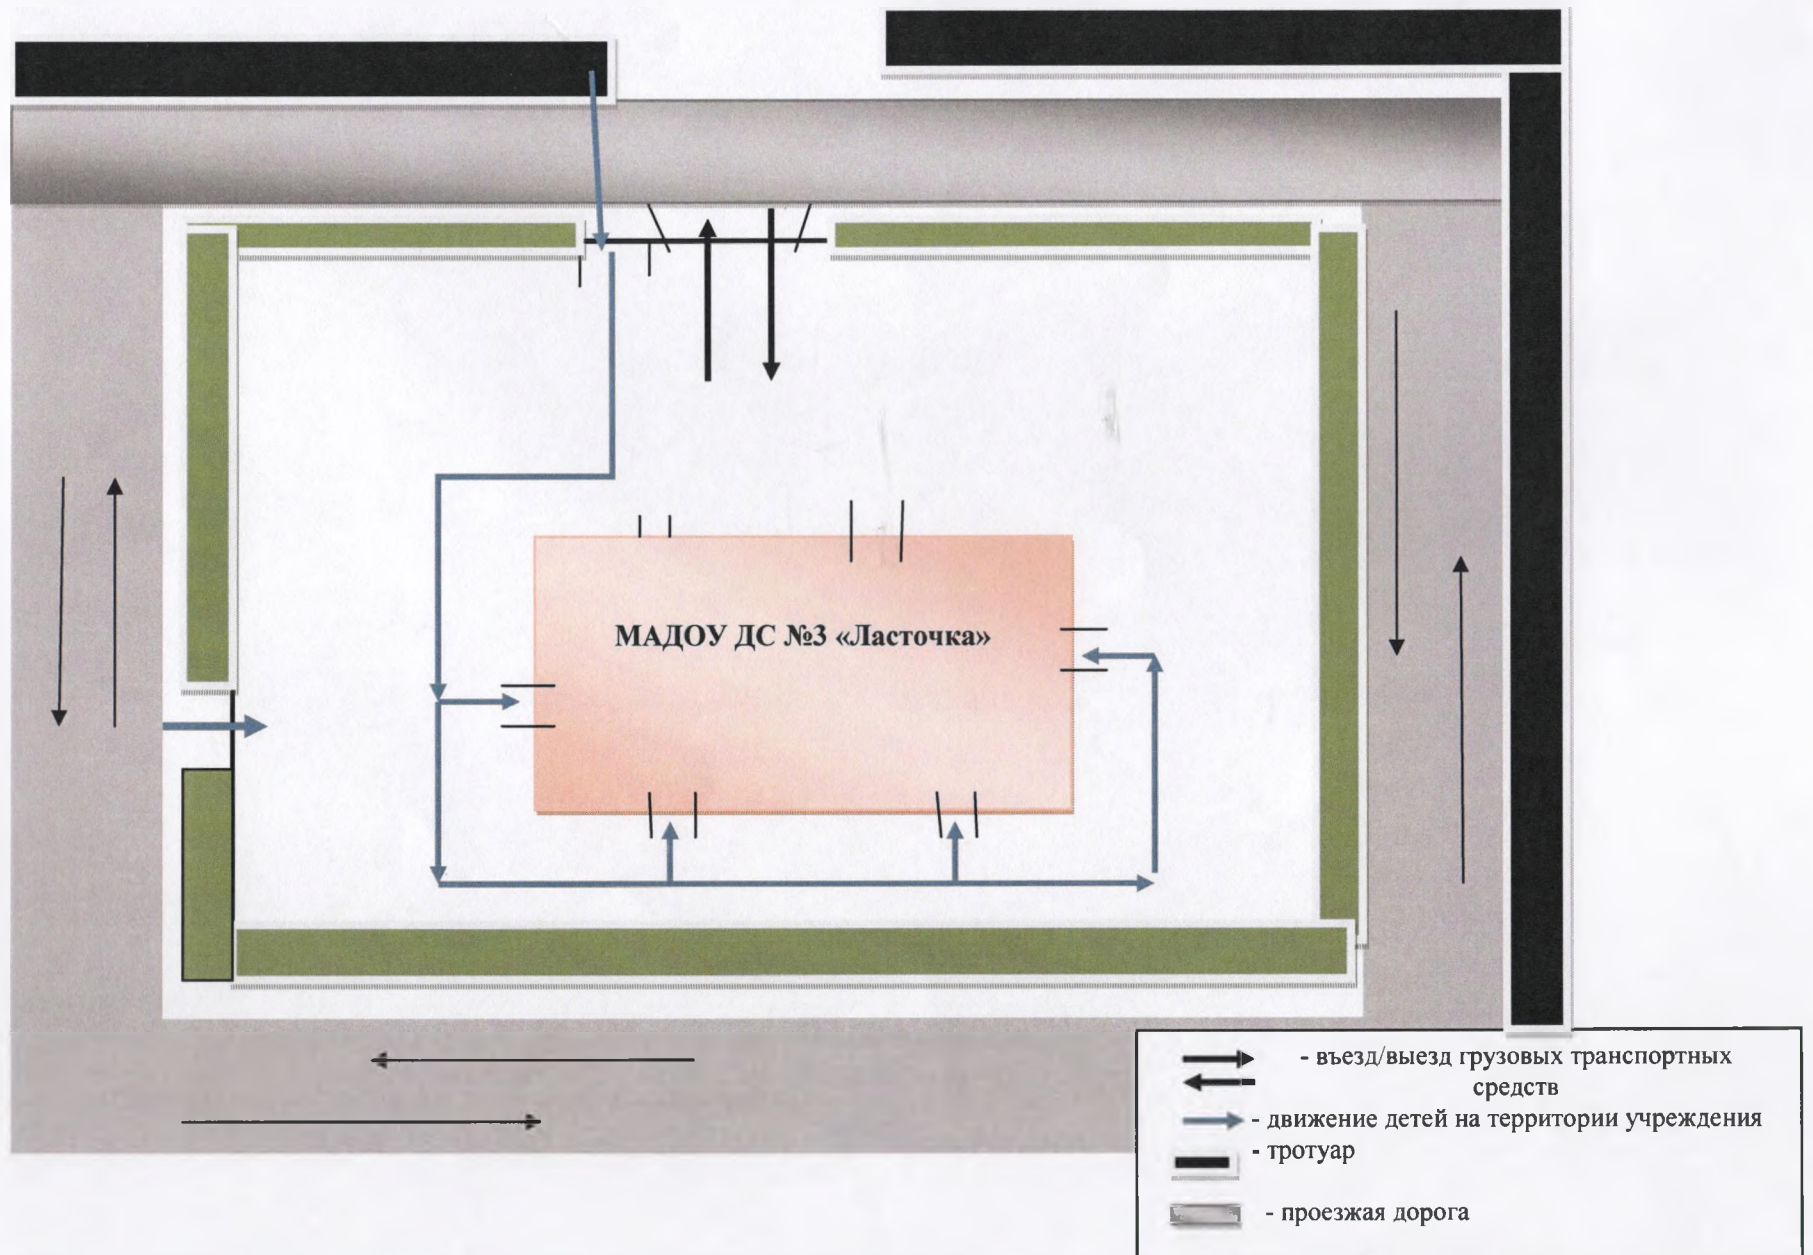 МАДОУ ДС №3 «Ласточка»
- въезд/выезд грузовых транспортных
средств
- движение детей на территории учреждения
- тротуар
- проезжая дорога